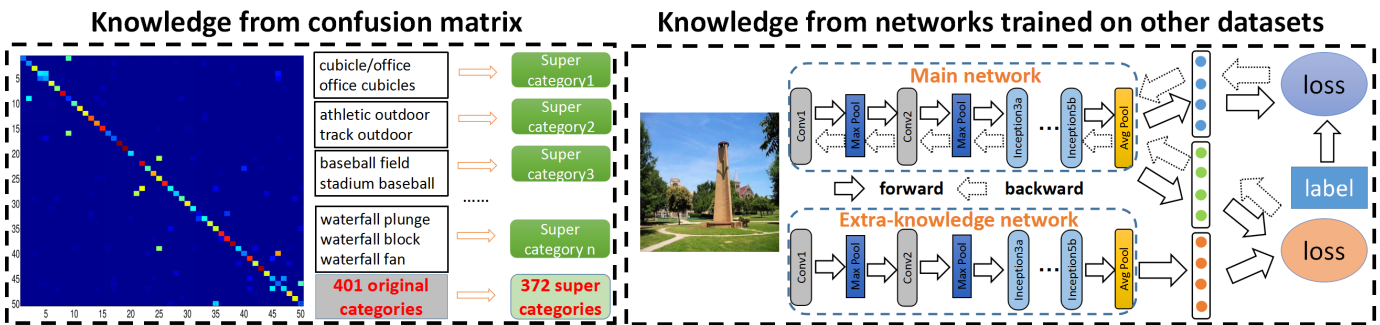 Knowledge from confusion matrix
5
10
15
20
25
30
35
40
45
50
5 10 15 20 25 30 35 40 45 50
cubicle/office
office cubicles
Super
category1
athletic outdoor
track outdoor
Super
category2
baseball field
stadium baseball
Super
category3
......
waterfall plunge
waterfall block
waterfall fan
Super
category n
401 original
categories
372 super
categories
Knowledge from networks trained on other datasets
Main network
Conv1
Max Pool
Conv2
Max Pool
Inception3a
...
Inception5b
Avg Pool
loss
label
forward
backward
Extra-knowledge network
Conv1
Max Pool
Conv2
Max Pool
Inception3a
...
Inception5b
Avg Pool
loss